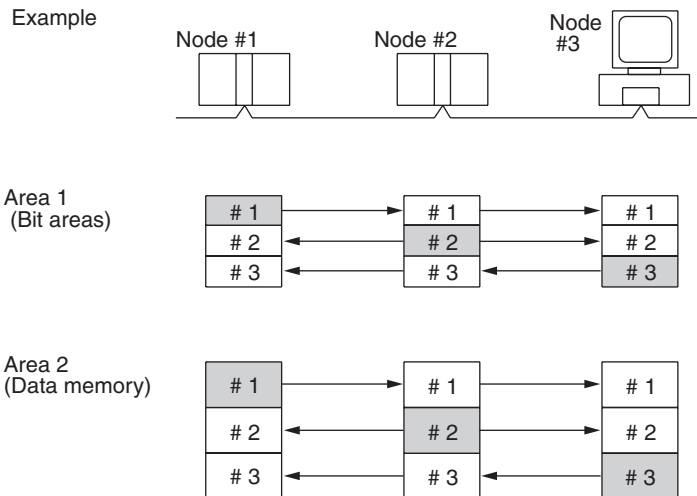 Example
Node #1
Node #2
Node
#3
Area 1
(Bit areas)
# 1
# 1
# 1
# 2
# 2
# 2
# 3
# 3
# 3
Area 2
(Data memory)
# 1
# 1
# 1
# 2
# 2
# 2
# 3
# 3
# 3